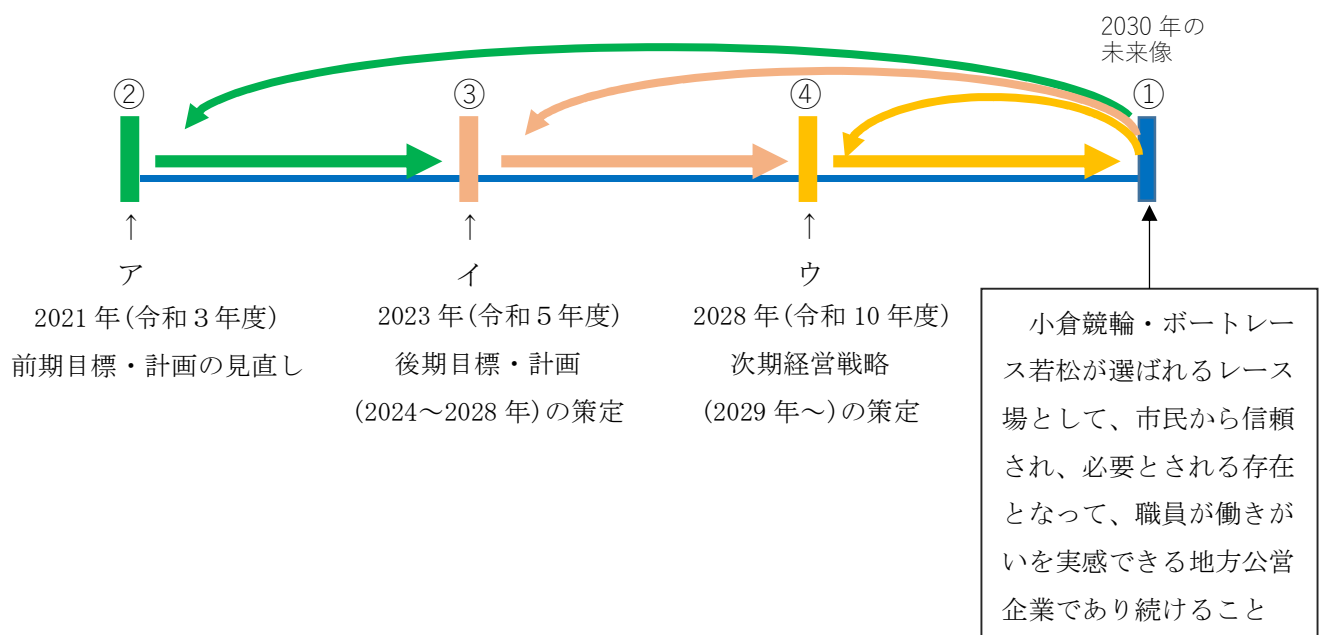 2030 年の
未来像
②
③
④
①
↑
↑
↑
ア
イ
ウ
2021 年(令和３年度)
前期目標・計画の見直し
2023 年(令和５年度)
後期目標・計画
(2024～2028 年)の策定
2028 年(令和 10 年度)
次期経営戦略
(2029 年～)の策定
小倉競輪・ボートレー
ス若松が選ばれるレース
場として、市民から信頼
され、必要とされる存在
となって、職員が働きが
いを実感できる地方公営
企業であり続けること